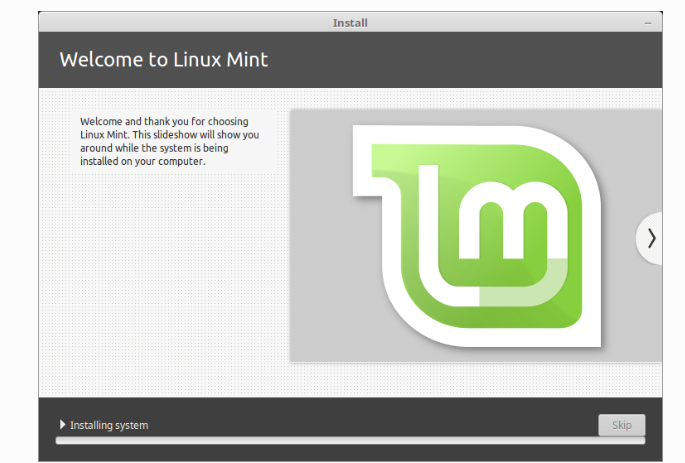 Install
Welcome to Linux Mint
Welcome and thank you for choosing
Linux Mint. This slideshow will show you
around while the system is being
installed on your computer.
lm
Installing system
Skip